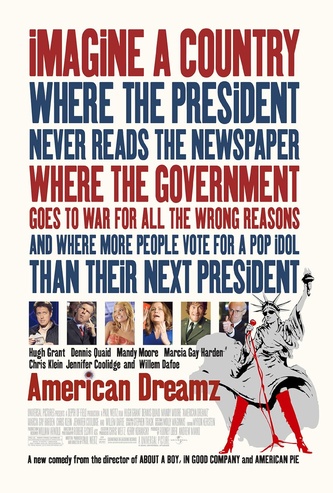 iMAGiNE A COUNTRY
WHERE THE PRESiDENT
NEVER READS THE NEWSPAPER
WHERE THE GOVERNMENT
GOES TO WAR FOR ALL THE WRONG REASONS
AND WHERE MORE PEOPLE VOTE FOR A POP iDOL
THAN THEiR NEXT PRESiDENT
Hugh Grant Dennis Quaid Mandy Moore Marcia Gay Harden
Chris Klein Jennifer Coolidge and Willem Dafoe
American Dreamz
A new comedy from the director of ABOUT A BOY, IN GOOD COMPANY and AMERICAN PIE